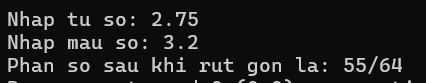 Nhap tu so: 2.75
Nhap mau so: 3.2
Phan so sau khi rut gon la: 55/64